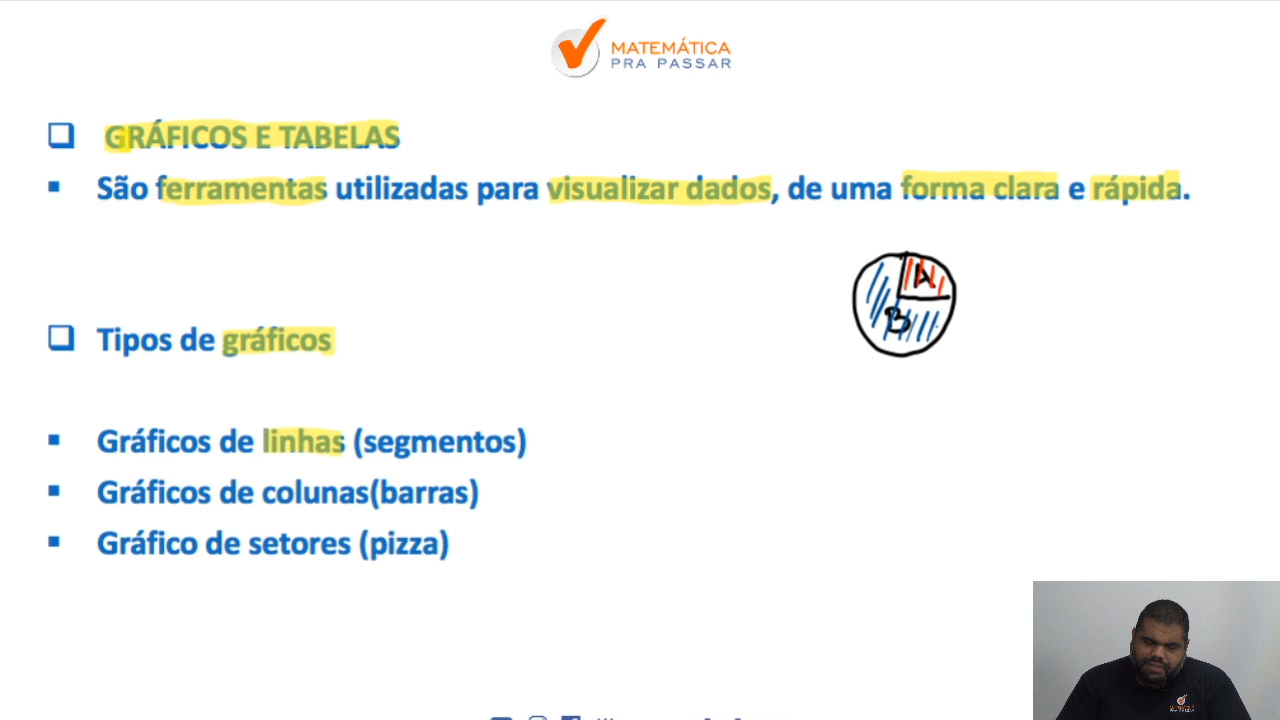 MATEMÁTICA
PRA PASSAR
GRÁFICOS E TABELAS
São ferramentas utilizadas para visualizar dados, de uma forma clara e rápida.
A
B
Tipos de gráficos
Gráficos de linhas (segmentos)
Gráficos de colunas(barras)
Gráfico de setores (pizza)